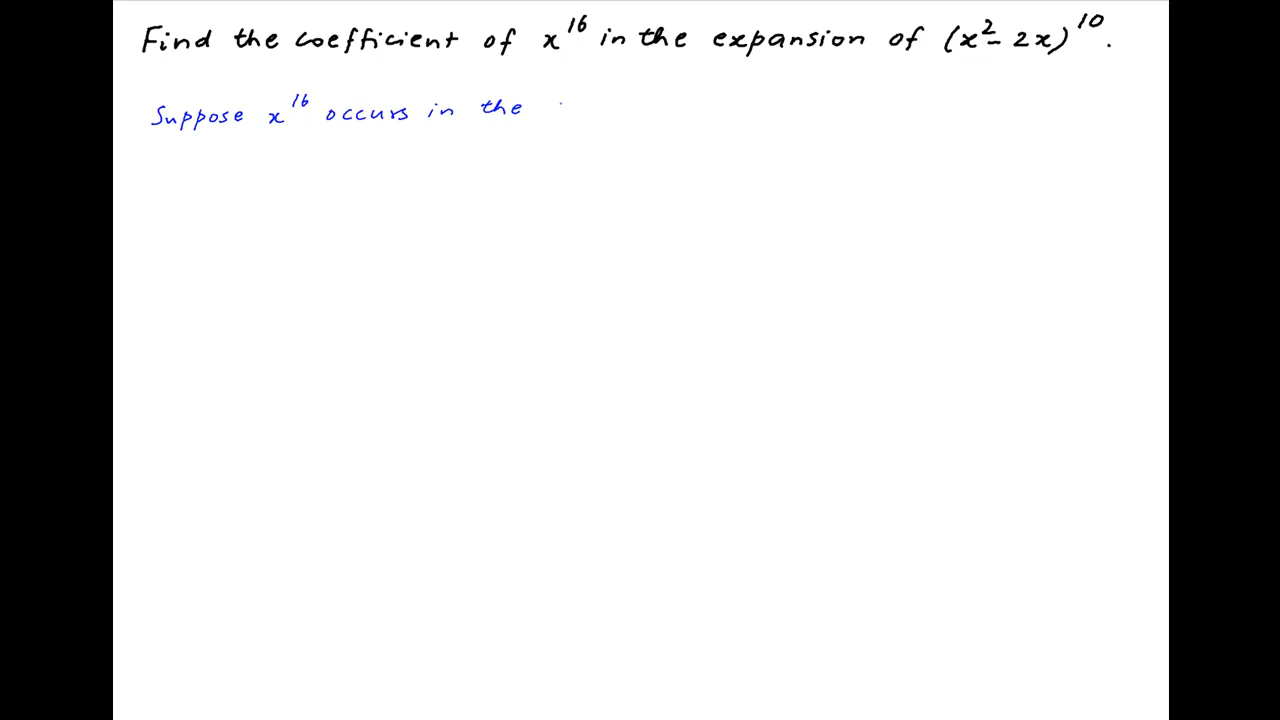 Find the coefficient of x^16 in the expansion of (x^2 - 2x)^10.
Suppose x^16 occurs in the